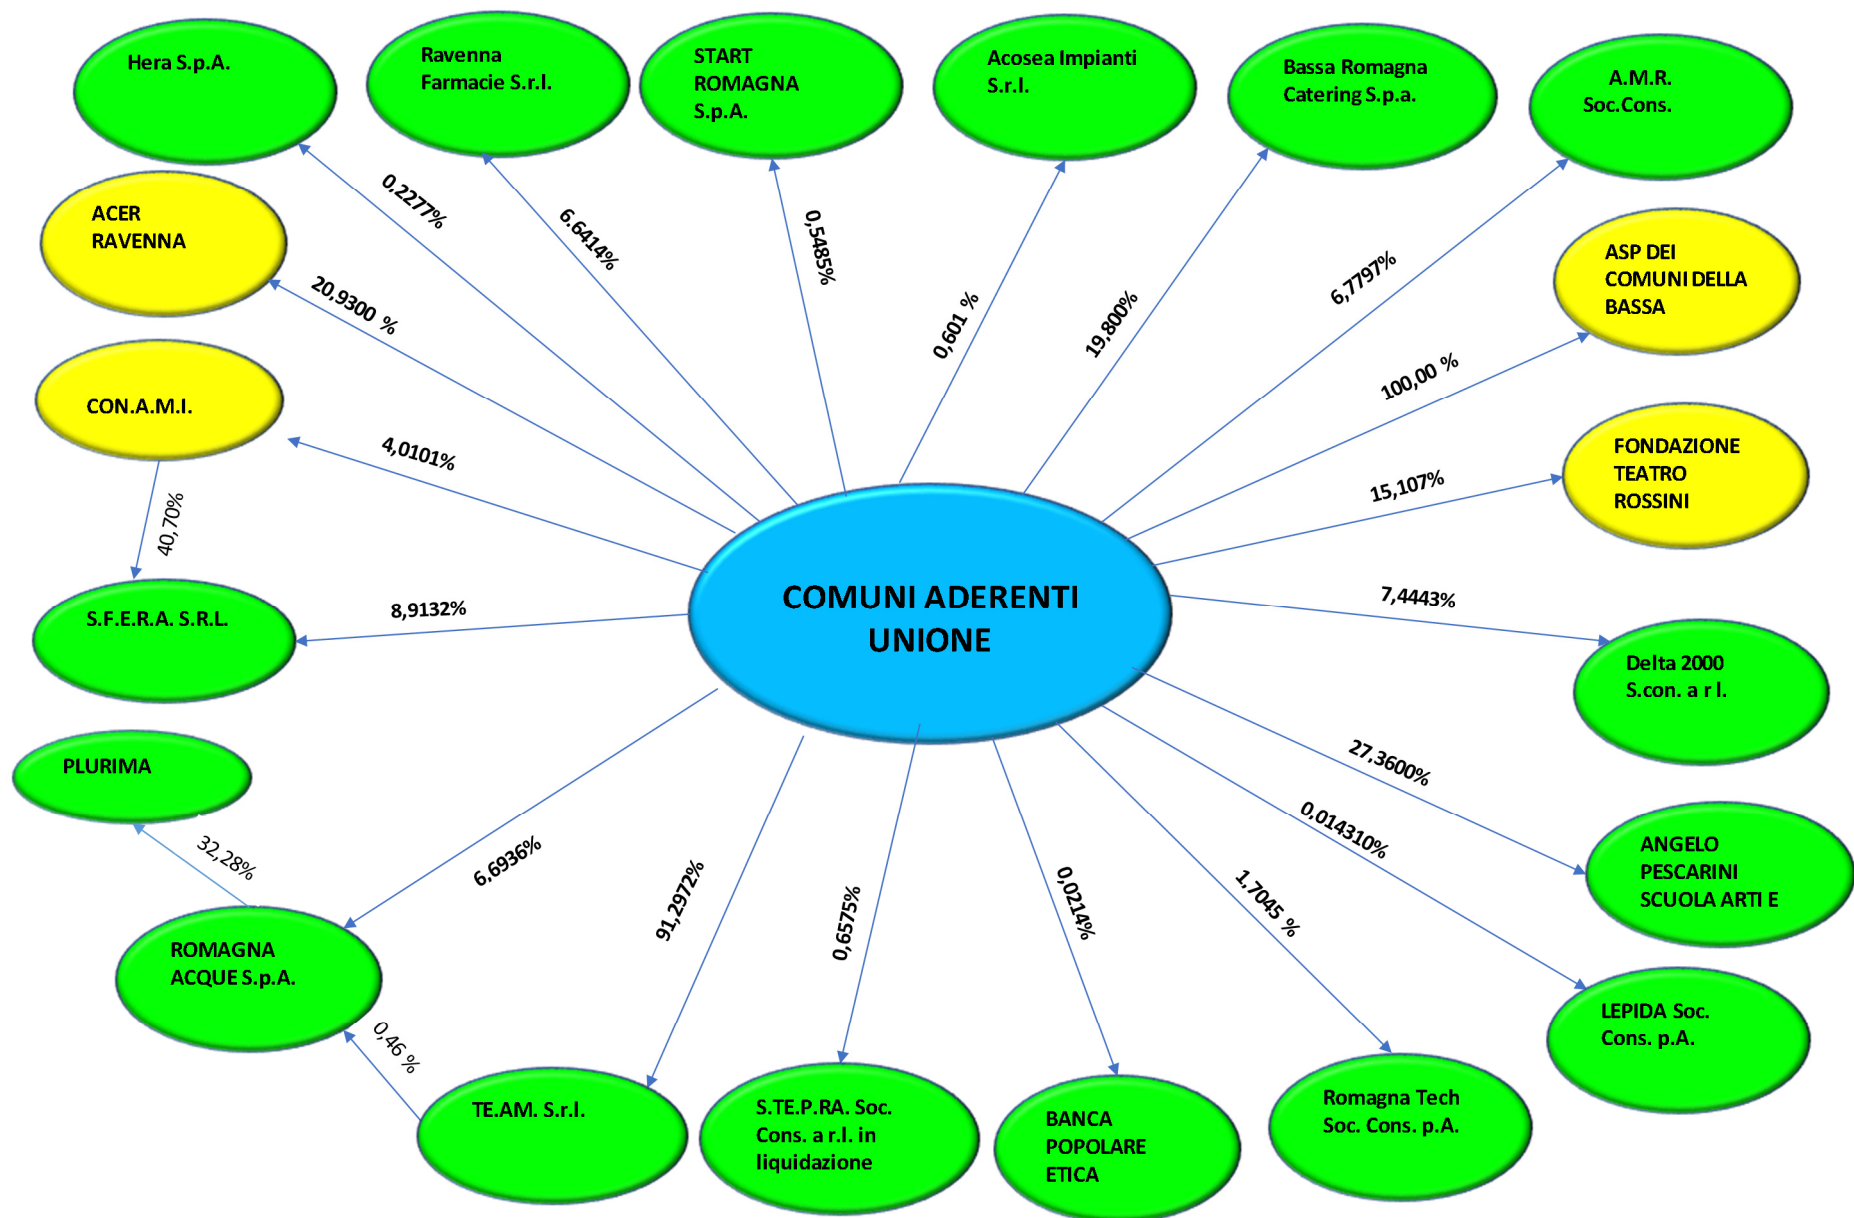 Hera S.p.A.
Ravenna
Farmacie S.r.l.
START
ROMAGNA
S.p.A.
Acosea Impianti
S.r.l.
Bassa Romagna
Catering S.p.a.
A.M.R.
Soc.Cons.
ACER
RAVENNA
0.2277%
6.6414%
0,5485%
0,601 %
19,800%
6,7797%
ASP DEI
COMUNI DELLA
BASSA
20,9300 %
100,00 %
CON.A.M.I.
4,0101%
15,107%
FONDAZIONE
TEATRO
ROSSINI
40,70%
S.F.E.R.A. S.R.L.
8,9132%
COMUNI ADERENTI
UNIONE
7,4443%
Delta 2000
S.con. a r l.
PLURIMA
32,28%
6,6936%
91,2972%
0,6575%
0,0214%
1,7045 %
0,014310%
27,3600%
ANGELO
PESCARINI
SCUOLA ARTI E
ROMAGNA
ACQUE S.p.A.
0,46 %
LEPIDA Soc.
Cons. p.A.
TE.AM. S.r.l.
S.TE.P.RA. Soc.
Cons. a r.l. in
liquidazione
BANCA
POPOLARE
ETICA
Romagna Tech
Soc. Cons. p.A.